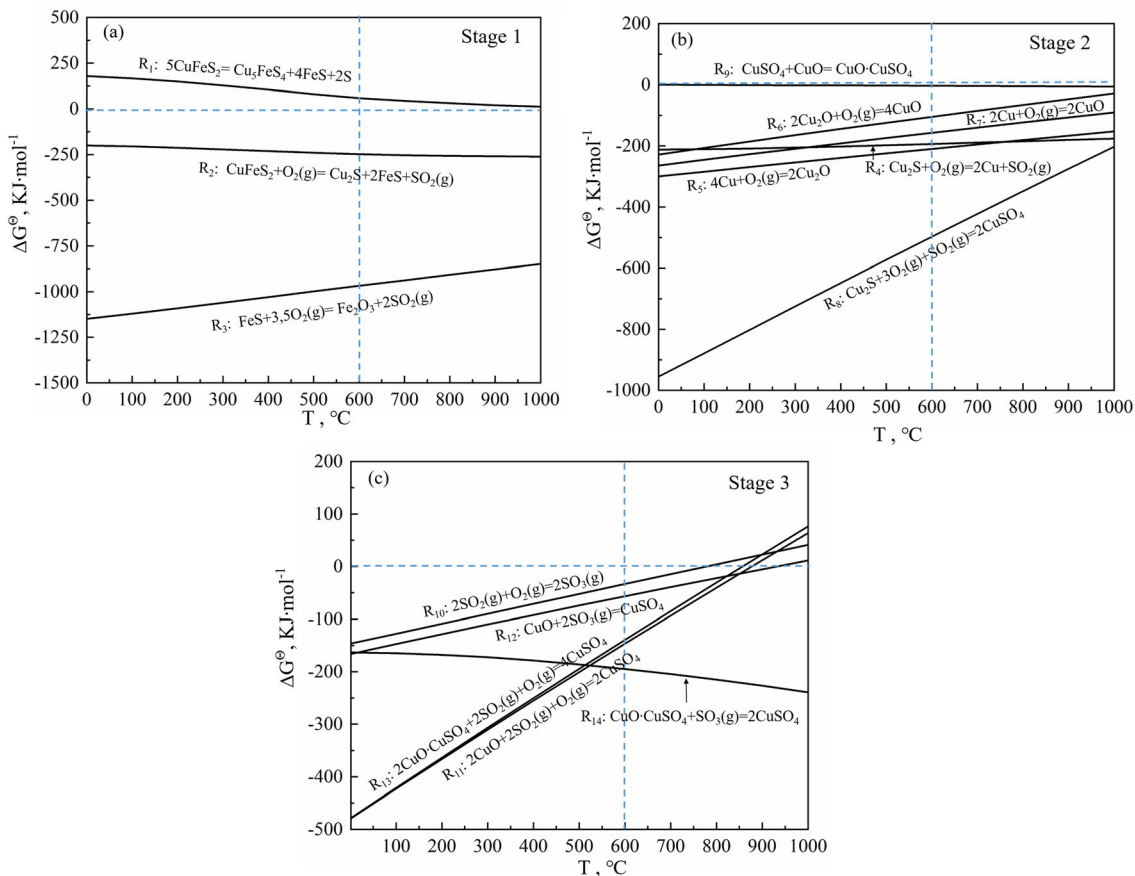 (a)
Stage 1
R₁: 5CuFeS₂= Cu₅FeS₄+4FeS+2S
R₂: CuFeS₂+O₂(g)= Cu₂S+2FeS+SO₂(g)
R₃: FeS+3,5O₂(g)= Fe₂O₃+2SO₂(g)
ΔG^Θ, KJ·mol⁻¹
500
250
0
-250
-500
-750
-1000
-1250
-1500
0 100 200 300 400 500 600 700 800 900 1000
T , °C
(b)
Stage 2
R₉: CuSO₄+CuO= CuO·CuSO₄
R₆: 2Cu₂O+O₂(g)=4CuO
R₇: 2Cu+O₂(g)=2CuO
R₅: 4Cu+O₂(g)=2Cu₂O
R₄: Cu₂S+O₂(g)=2Cu+SO₂(g)
R₈: Cu₂S+3O₂(g)+SO₂(g)=2CuSO₄
ΔG^Θ, KJ·mol⁻¹
200
0
-200
-400
-600
-800
-1000
0 100 200 300 400 500 600 700 800 900 1000
T , °C
(c)
Stage 3
R₁₀: 2SO₂(g)+O₂(g)=2SO₃(g)
R₁₂: CuO+2SO₃(g)=CuSO₄
R₁₃: 2CuO·CuSO₄+2SO₂(g)+O₂(g)=4CuSO₄
R₁₁: 2CuO+2SO₂(g)+O₂(g)=2CuSO₄
R₁₄: CuO·CuSO₄+SO₃(g)=2CuSO₄
ΔG^Θ, KJ·mol⁻¹
200
100
0
-100
-200
-300
-400
-500
100 200 300 400 500 600 700 800 900 1000
T , °C